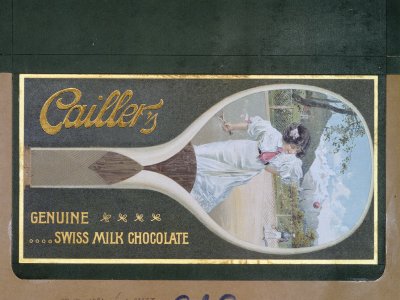 Cailler's
GENUINE
SWISS MILK CHOCOLATE